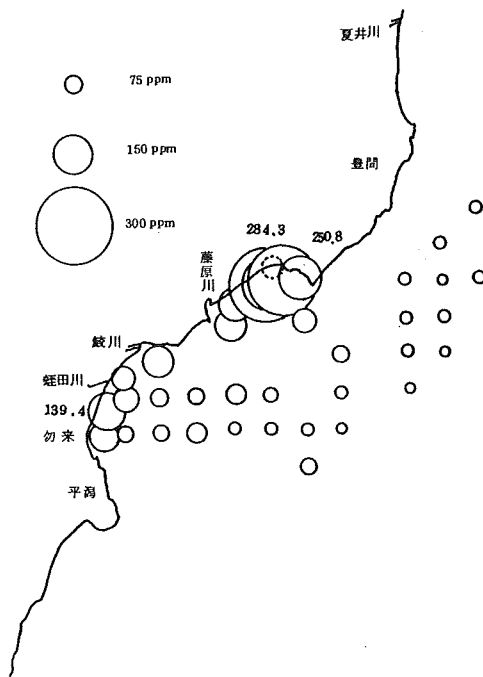 夏井川
75 ppm
150 ppm
豊間
300 ppm
284.3
250.8
藤原川
鮫川
蛭田川
139.4
勿来
平潟